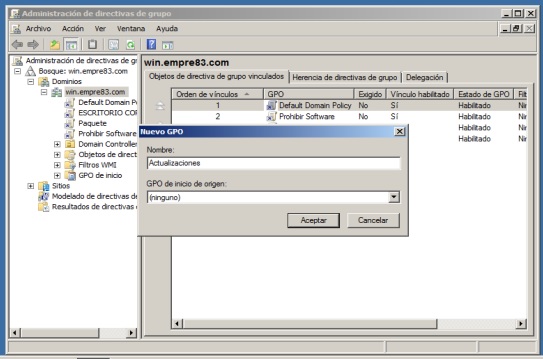 Administración de directivas de grupo
Archivo Acción Ver Ventana Ayuda
Administración de directivas de gr
Bosque: win.empre83.com
Dominios
win.empre83.com
Default Domain Po
ESCRITORIO COR
Paquete
Prohbir Software
Domain Controller
Objetos de direct
Filtros WMI
GPO de inicio
Sitios
Modelado de directivas de
Resultados de directivas
win.empre83.com
Objetos de directiva de grupo vinculados Herencia de directivas de grupo Delegación
Orden de vínculos GPO Exigido Vínculo habilitado Estado de GPO Filt
1 Default Domain Policy No Sí Habilitado Nin
2 Prohbir Software No Sí Habilitado Nin
Habilitado Nin
Nuevo GPO
Nombre:
Actualizaciones
GPO de inicio de origen:
(ninguno)
Aceptar Cancelar